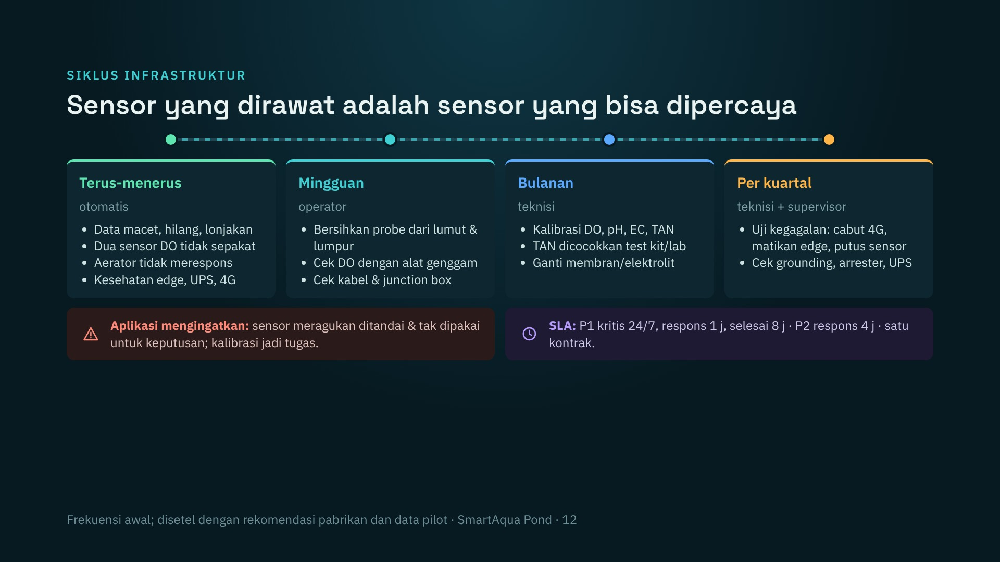 SIKLUS INFRASTRUKTUR
Sensor yang dirawat adalah sensor yang bisa dipercaya
Terus-menerus
otomatis
• Data macet, hilang, lonjakan
• Dua sensor DO tidak sepakat
• Aerator tidak merespons
• Kesehatan edge, UPS, 4G
Mingguan
operator
• Bersihkan probe dari lumut &
lumpur
• Cek DO dengan alat genggam
• Cek kabel & junction box
Bulanan
teknisi
• Kalibrasi DO, pH, EC, TAN
• TAN dicocokkan test kit/lab
• Ganti membran/elektrolit
Per kuartal
teknisi + supervisor
• Uji kegagalan: cabut 4G,
matikan edge, putus sensor
• Cek grounding, arrester, UPS
Aplikasi mengingatkan: sensor meragukan ditandai & tak dipakai
untuk keputusan; kalibrasi jadi tugas.
SLA: P1 kritis 24/7, respons 1 j, selesai 8 j · P2 respons 4 j · satu
kontrak.
Frekuensi awal; disetel dengan rekomendasi pabrikan dan data pilot · SmartAqua Pond · 12